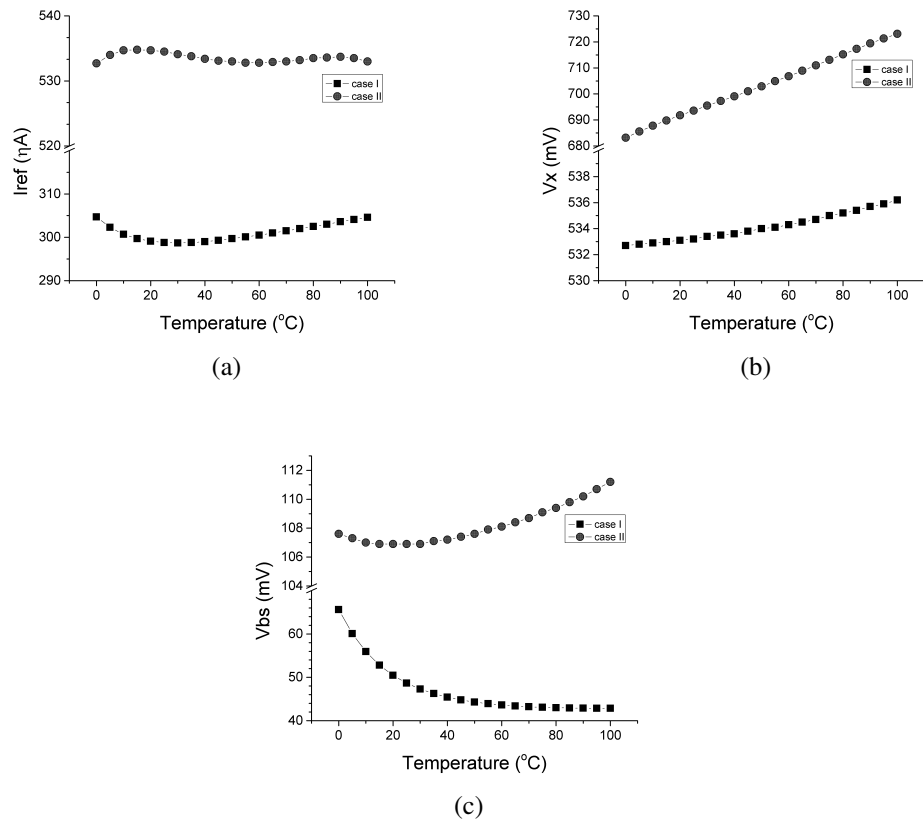 540
530
520
305
300
290
Iref (ηA)
case I
case II
0 20 40 60 80 100
Temperature (°C)
(a)
730
720
710
700
690
680
538
536
534
532
530
Vx (mV)
case I
case II
0 20 40 60 80 100
Temperature (°C)
(b)
112
110
108
106
104
60
50
40
Vbs (mV)
case I
case II
0 20 40 60 80 100
Temperature (°C)
(c)